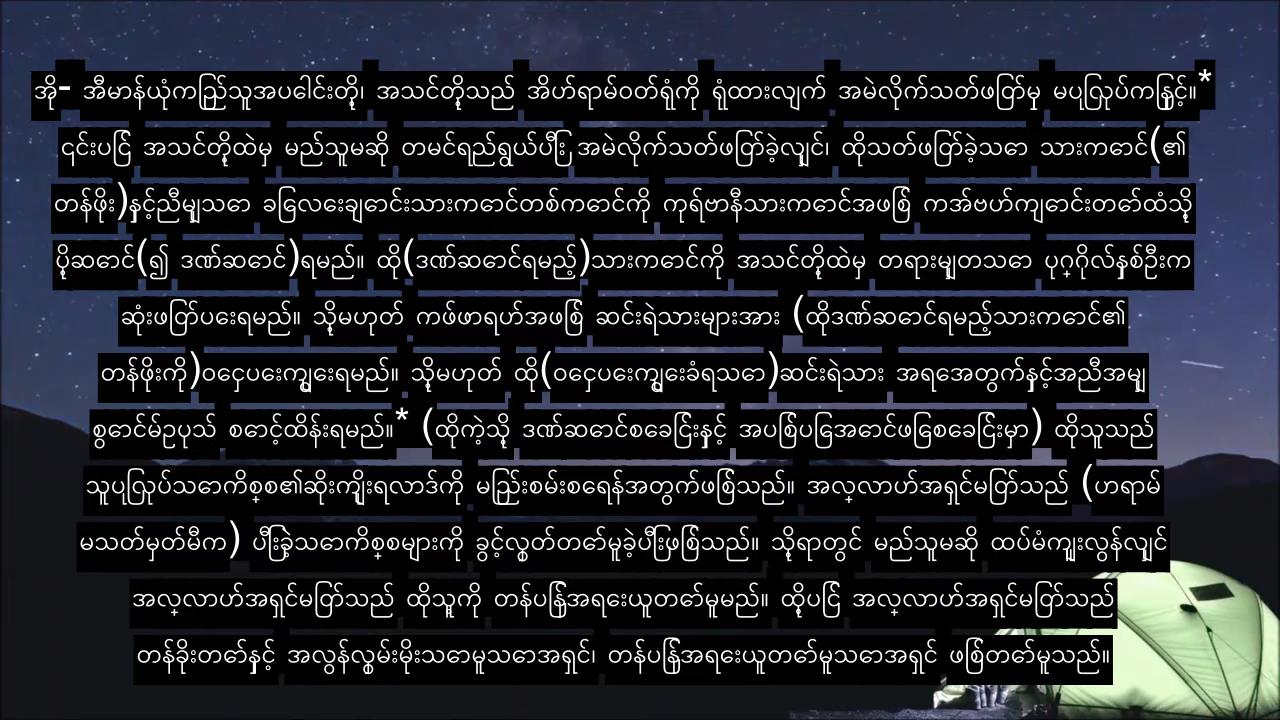 အို- အီမာန်ယုံကြည်သူအပေါင်းတို့၊ အသင်တို့သည် အိဟ်ရာမ်ဝတ်ရုံကို ရုံထားလျက် အမဲလိုက်သတ်ဖြတ်မှု မပြုလုပ်ကြနှင့်။*
၎င်းပြင် အသင်တို့ထဲမှ မည်သူမဆို တမင်ရည်ရွယ်ပြီး အမဲလိုက်သတ်ဖြတ်ခဲ့လျှင်၊ ထိုသတ်ဖြတ်ခဲ့သော သားကောင်(၏
တန်ဖိုး)နှင့်ညီမျှသော ခြေလေးချောင်းသားကောင်တစ်ကောင်ကို ကုရ်ဗာနီသားကောင်အဖြစ် ကအ်ဗဟ်ကျောင်းတော်ထံသို့
ပို့ဆောင်(၍ ဒဏ်ဆောင်)ရမည်။ ထို(ဒဏ်ဆောင်ရမည့်)သားကောင်ကို အသင်တို့ထဲမှ တရားမျှတသော ပုဂ္ဂိုလ်နှစ်ဦးက
ဆုံးဖြတ်ပေးရမည်။ သို့မဟုတ် ကဖ်ဖာရဟ်အဖြစ် ဆင်းရဲသားများအား (ထိုဒဏ်ဆောင်ရမည့်သားကောင်၏
တန်ဖိုးကို)ဝေငှပေးကျွေးရမည်။ သို့မဟုတ် ထို(ဝေငှပေးကျွေးခံရသော)ဆင်းရဲသား အရေအတွက်နှင့်အညီအမျှ
စွောင်မ်ဥပုသ် စောင့်ထိန်းရမည်။* (ထိုကဲ့သို့ ဒဏ်ဆောင်စေခြင်းနှင့် အပြစ်ပြေအောင်ဖြေစေခြင်းမှာ) ထိုသူသည်
သူပြုလုပ်သောကိစ္စ၏ဆိုးကျိုးရလာဒ်ကို မြည်းစမ်းစေရန်အတွက်ဖြစ်သည်။ အလ္လာဟ်အရှင်မြတ်သည် (ဟရာမ်
မသတ်မှတ်မီက) ပြီးခဲ့သောကိစ္စများကို ခွင့်လွှတ်တော်မူခဲ့ပြီးဖြစ်သည်။ သို့ရာတွင် မည်သူမဆို ထပ်မံကျူးလွန်လျှင်
အလ္လာဟ်အရှင်မြတ်သည် ထိုသူ့ကို တန်ပြန်အရေးယူတော်မူမည်။ ထို့ပြင် အလ္လာဟ်အရှင်မြတ်သည်
တန်ခိုးတော်နှင့် အလွန်လွှမ်းမိုးသောမူသောအရှင်၊ တန်ပြန်အရေးယူတော်မူသောအရှင် ဖြစ်တော်မူသည်။